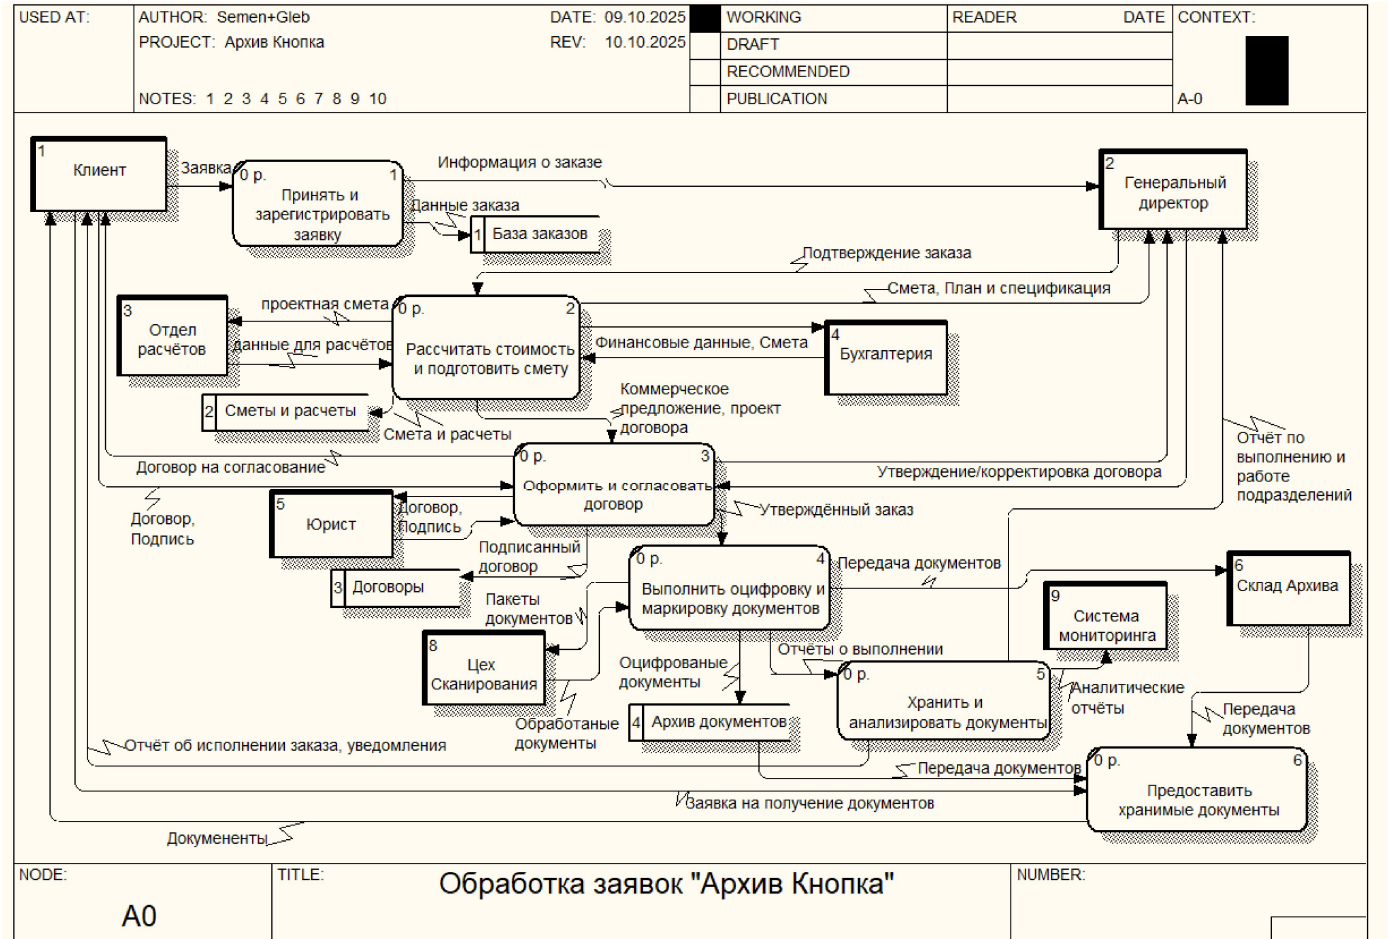 USED AT:
AUTHOR: Semen+Gleb
DATE: 09.10.2025
WORKING
READER
DATE
CONTEXT:
PROJECT: Архив Кнопка
REV: 10.10.2025
DRAFT
RECOMMENDED
NOTES: 1 2 3 4 5 6 7 8 9 10
PUBLICATION
A-0
1
Клиент
Заявка
0 р.
1
Принять и
зарегистрировать
заявку
Информация о заказе
2
Генеральный
директор
Данные заказа
1
База заказов
Подтверждение заказа
Смета, План и спецификация
3
Отдел
расчётов
проектная смета
данные для расчётов
0 р.
2
Рассчитать стоимость
и подготовить смету
Финансовые данные, Смета
4
Бухгалтерия
2
Сметы и расчеты
Смета и расчеты
Коммерческое
предложение, проект
договора
Отчёт по
выполнению и
работе
подразделений
Договор на согласование
0 р.
3
Оформить и согласовать
договор
Утверждение/корректировка договора
Договор,
Подпись
5
Юрист
Договор,
Подпись
Утверждённый заказ
Подписанный
договор
3
Договоры
0 р.
4
Выполнить оцифровку и
маркировку документов
Передача документов
6
Склад Архива
9
Система
мониторинга
Пакеты
документов
8
Цех
Сканирования
Обработаные
документы
Оцифрованые
документы
Отчёты о выполнении
4
Архив документов
0 р.
5
Хранить и
анализировать документы
Аналитические
отчёты
Передача
документов
Отчёт об исполнении заказа, уведомления
Передача документов
0 р.
6
Предоставить
хранимые документы
Заявка на получение документов
Докумененты
NODE:
A0
TITLE:
Обработка заявок "Архив Кнопка"
NUMBER: